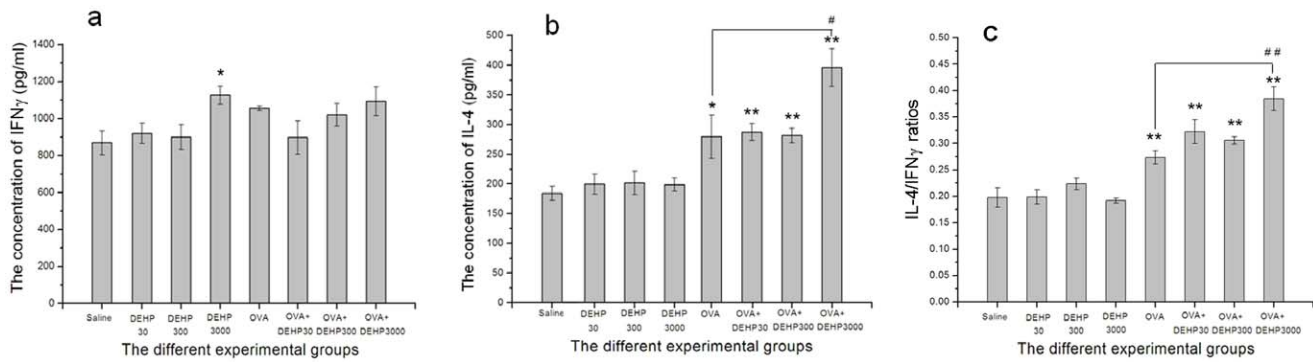 a
The concentration of IFNγ (pg/ml)
1400
1200
1000
800
600
400
200
0
*
Saline
DEHP
30
DEHP
300
DEHP
3000
OVA
OVA+
DEHP30
OVA+
DEHP300
OVA+
DEHP3000
The different experimental groups
b
The concentration of IL-4 (pg/ml)
500
450
400
350
300
250
200
150
100
50
0
#
**
*
**
**
Saline
DEHP
30
DEHP
300
DEHP
3000
OVA
OVA+
DEHP30
OVA+
DEHP300
OVA+
DEHP3000
The different experimental groups
c
IL-4/IFNγ ratios
0.50
0.45
0.40
0.35
0.30
0.25
0.20
0.15
0.10
0.05
0.00
##
**
**
**
**
Saline
DEHP
30
DEHP
300
DEHP
3000
OVA
OVA+
DEHP30
OVA+
DEHP300
OVA+
DEHP3000
The different experimental groups